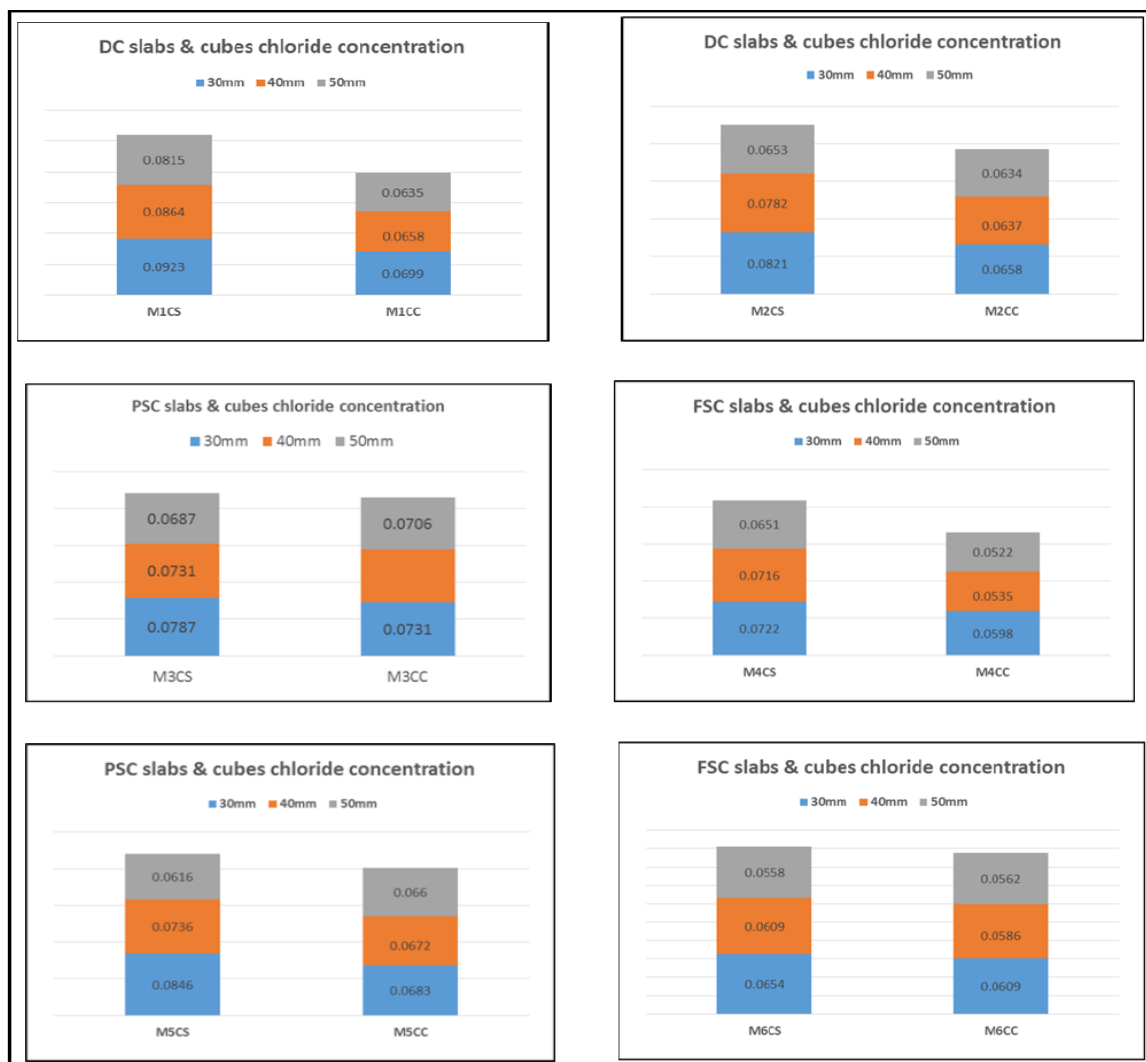 DC slabs & cubes chloride concentration
30mm 40mm 50mm
0.0815
0.0864
0.0923
0.0635
0.0658
0.0699
M1CS M1CC
DC slabs & cubes chloride concentration
30mm 40mm 50mm
0.0653
0.0782
0.0821
0.0634
0.0637
0.0658
M2CS M2CC
PSC slabs & cubes chloride concentration
30mm 40mm 50mm
0.0687
0.0731
0.0787
0.0706
0.0731
M3CS M3CC
FSC slabs & cubes chloride concentration
30mm 40mm 50mm
0.0651
0.0716
0.0722
0.0522
0.0535
0.0598
M4CS M4CC
PSC slabs & cubes chloride concentration
30mm 40mm 50mm
0.0616
0.0736
0.0846
0.066
0.0672
0.0683
M5CS M5CC
FSC slabs & cubes chloride concentration
30mm 40mm 50mm
0.0558
0.0609
0.0654
0.0562
0.0586
0.0609
M6CS M6CC